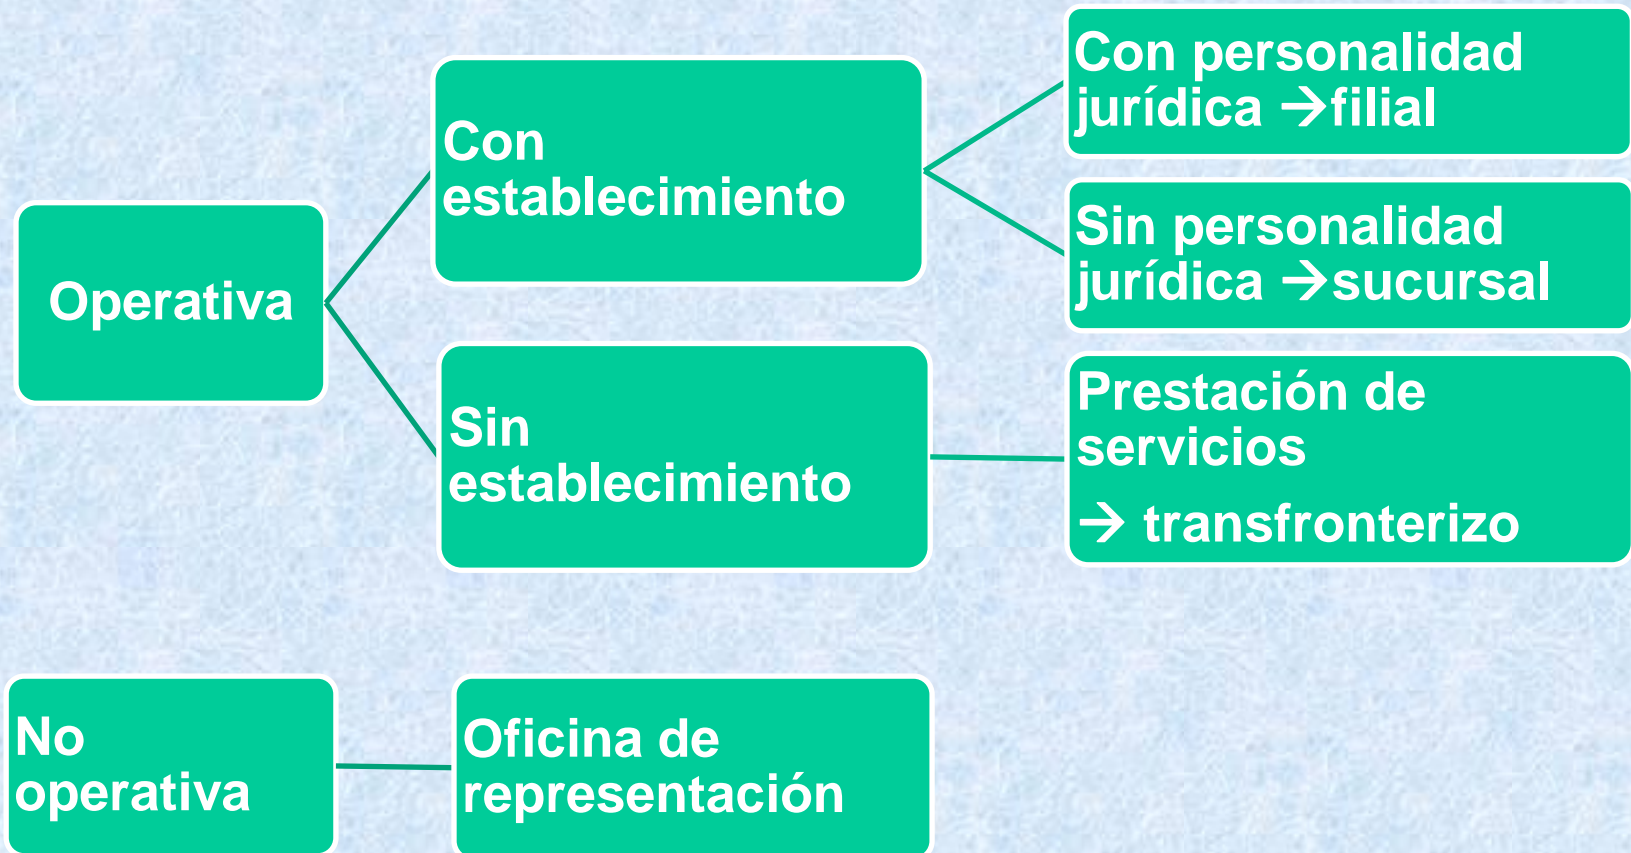 Operativa
Con
establecimiento
Con personalidad
jurídica →filial
Sin personalidad
jurídica →sucursal
Sin
establecimiento
Prestación de
servicios
→ transfronterizo
No
operativa
Oficina de
representación